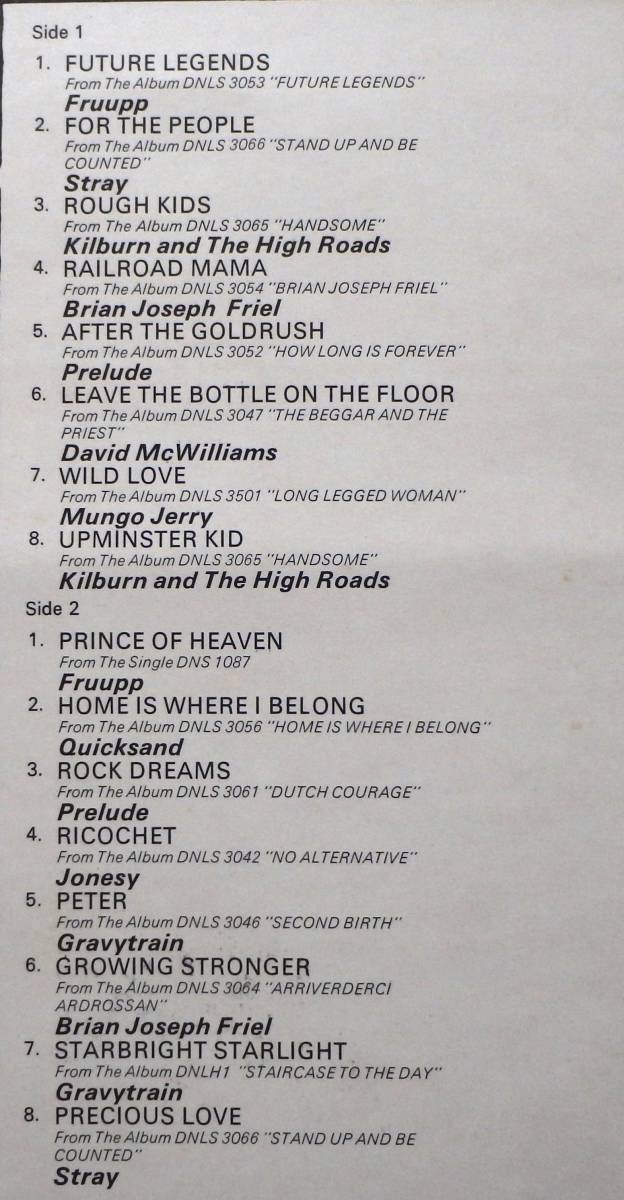 Side 1
1. FUTURE LEGENDS
From The Album DNLS 3053 "FUTURE LEGENDS"
Fruupp
2. FOR THE PEOPLE
From The Album DNLS 3066 "STAND UP AND BE
COUNTED"
Stray
3. ROUGH KIDS
From The Album DNLS 3065 "HANDSOME"
Kilburn and The High Roads
4. RAILROAD MAMA
From The Album DNLS 3054 "BRIAN JOSEPH FRIEL"
Brian Joseph Friel
5. AFTER THE GOLDRUSH
From The Album DNLS 3052 "HOW LONG IS FOREVER"
Prelude
6. LEAVE THE BOTTLE ON THE FLOOR
From The Album DNLS 3047 "THE BEGGAR AND THE
PRIEST"
David McWilliams
7. WILD LOVE
From The Album DNLS 3501 "LONG LEGGED WOMAN"
Mungo Jerry
8. UPMINSTER KID
From The Album DNLS 3065 "HANDSOME"
Kilburn and The High Roads
Side 2
1. PRINCE OF HEAVEN
From The Single DNS 1087
Fruupp
2. HOME IS WHERE I BELONG
From The Album DNLS 3056 "HOME IS WHERE I BELONG"
Quicksand
3. ROCK DREAMS
From The Album DNLS 3061 "DUTCH COURAGE"
Prelude
4. RICOCHET
From The Album DNLS 3042 "NO ALTERNATIVE"
Jonesy
5. PETER
From The Album DNLS 3046 "SECOND BIRTH"
Gravytrain
6. GROWING STRONGER
From The Album DNLS 3064 "ARRIVERDERCI
ARDROSSAN"
Brian Joseph Friel
7. STARBRIGHT STARLIGHT
From The Album DNLH1 "STAIRCASE TO THE DAY"
Gravytrain
8. PRECIOUS LOVE
From The Album DNLS 3066 "STAND UP AND BE
COUNTED"
Stray